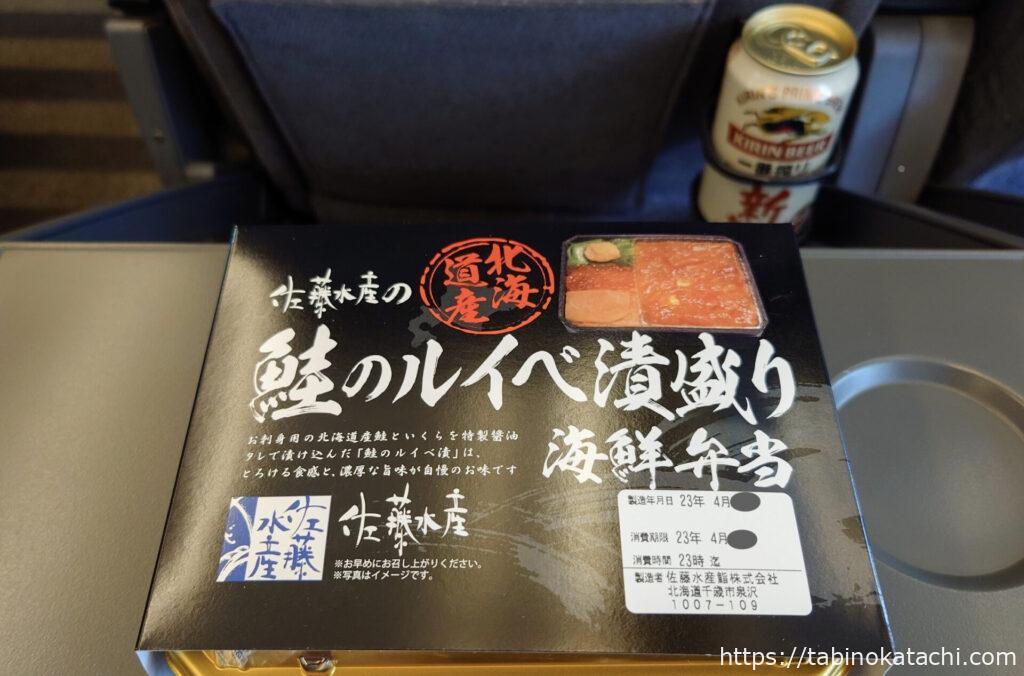 佐藤水産の
北海
道産
鮭のルイベ漬盛り
海鮮弁当
お刺身用の北海道産鮭といくらを特製醤油
タレで漬け込んだ「鮭のルイベ漬」は、
とろける食感と、濃厚な旨味が自慢のお味です
佐藤
水産
佐藤水産
※お早めにお召し上がりください。
※写真はイメージです。
製造年月日 23年 4月
消費期限 23年 4月
消費時間 23時 迄
製造者 佐藤水産鮨株式会社
北海道千歳市泉沢
1007-109
KIRIN BEER
一番搾り
新
https://tabinokatachi.com